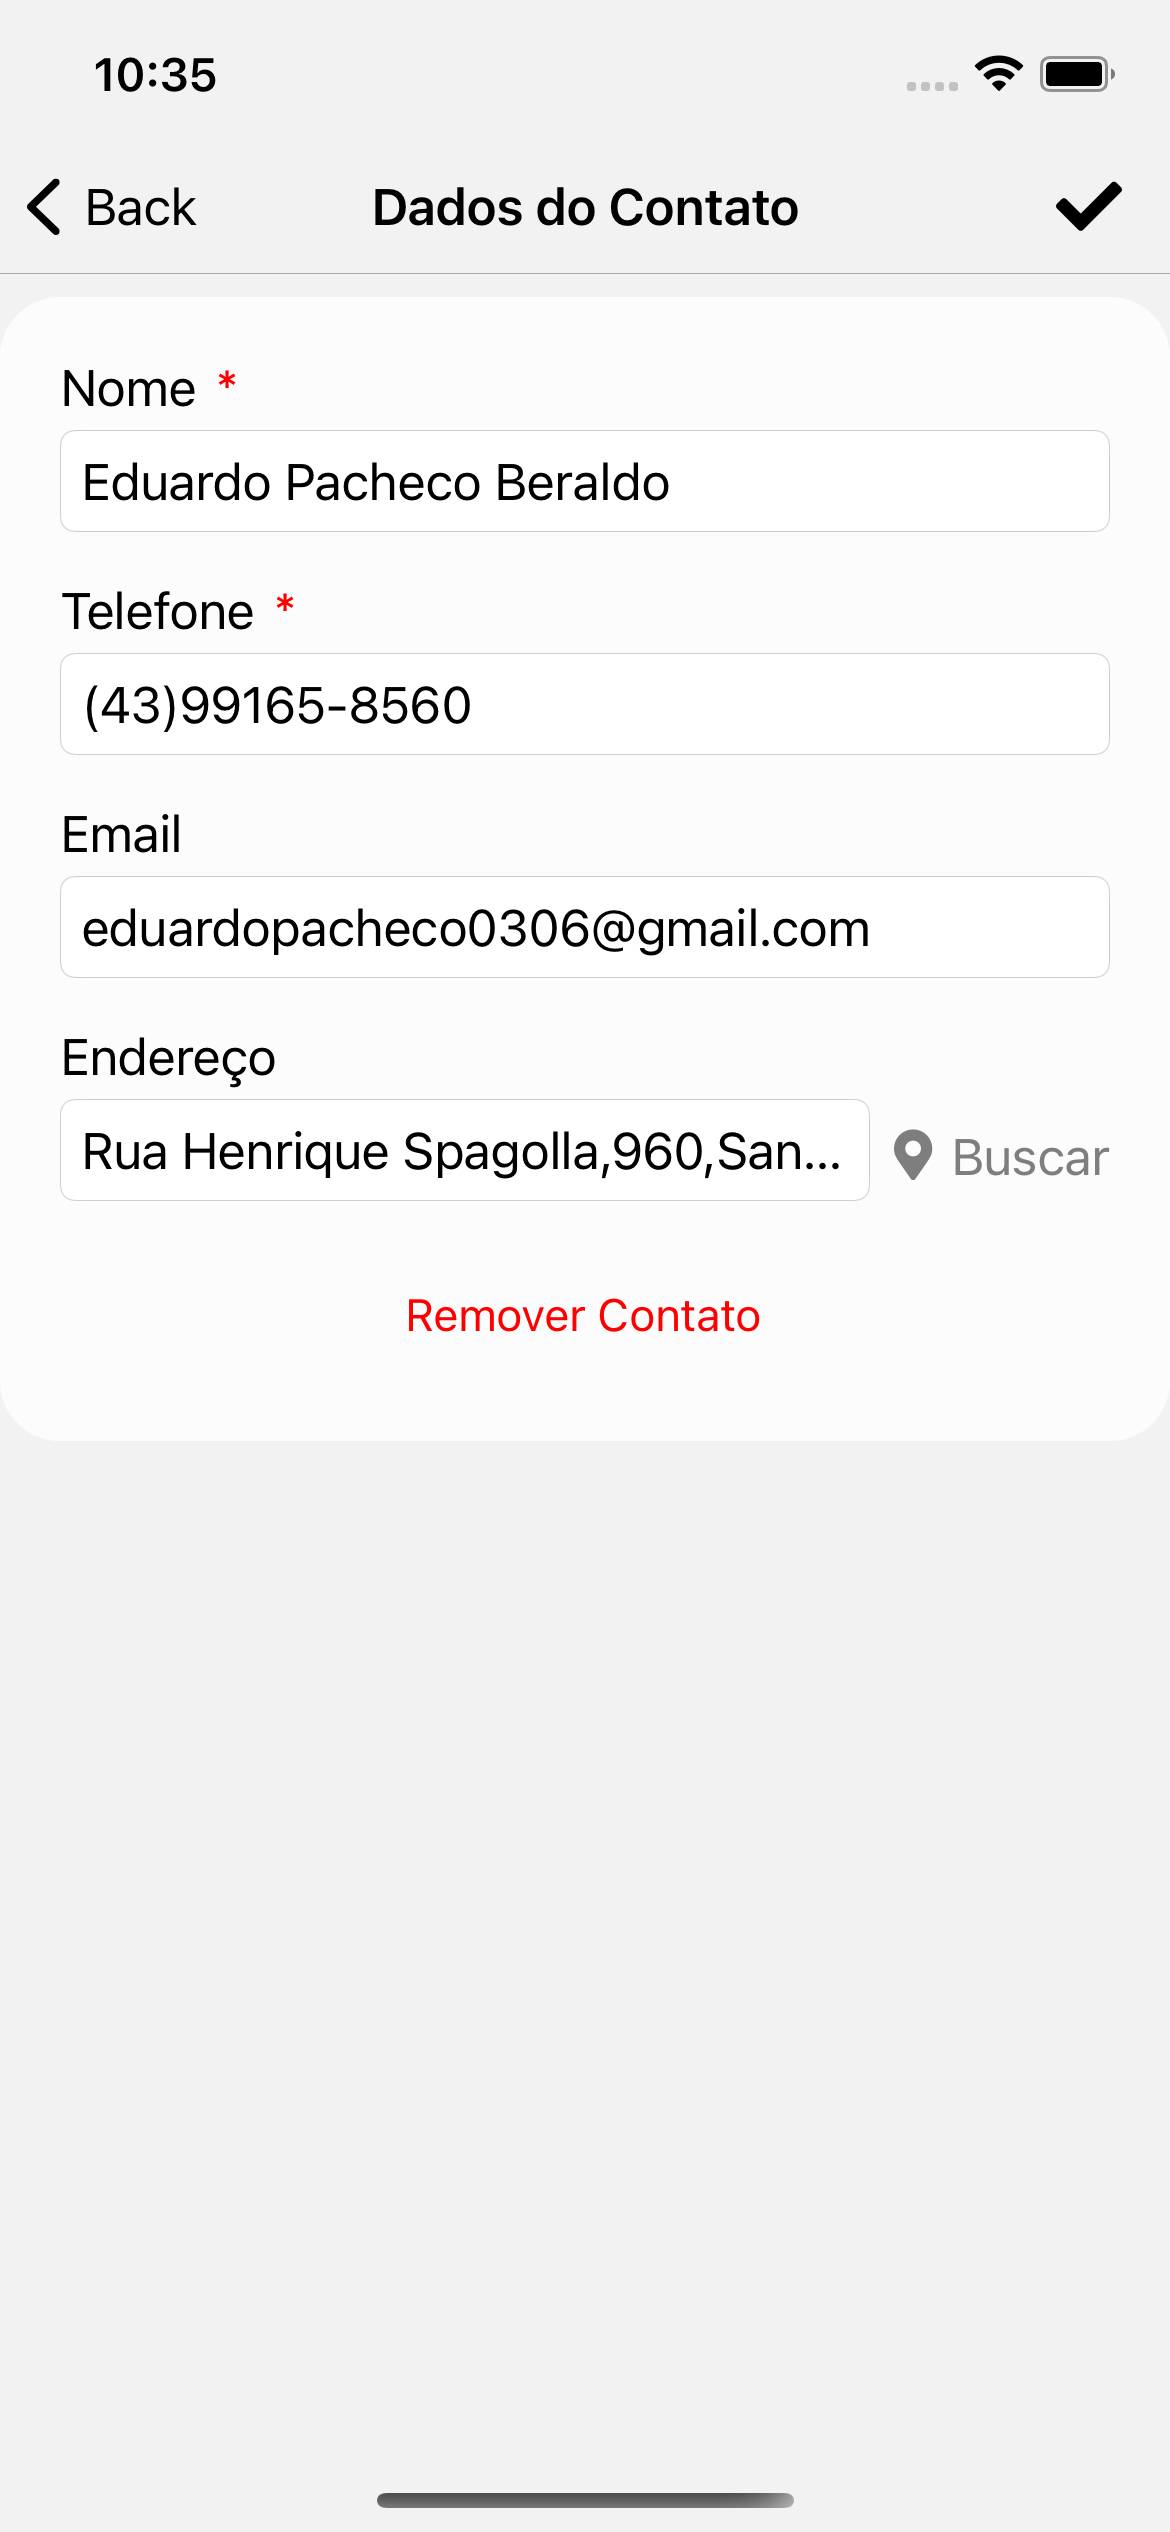 10:35
Back
Dados do Contato
Nome *
Eduardo Pacheco Beraldo
Telefone *
(43)99165-8560
Email
eduardopacheco0306@gmail.com
Endereço
Rua Henrique Spagolla,960,San...
Buscar
Remover Contato